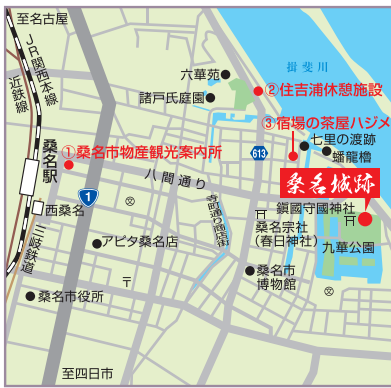 至名古屋
JR関西本線
近鉄線
六華苑
揖斐川
②住吉浦休憩施設
諸戸氏庭園
③宿場の茶屋ハジメ
七里の渡跡
蟠龍櫓
613
①桑名市物産観光案内所
桑名駅
八間通り
桑名城跡
1
西桑名
寺町通り商店街
鎭國守國神社
桑名宗社
(春日神社)
九華公園
アピタ桑名店
三岐鉄道
桑名市
博物館
桑名市役所
〒
至四日市